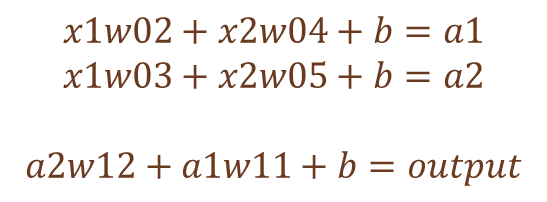 x1w02 + x2w04 + b = a1
x1w03 + x2w05 + b = a2
a2w12 + a1w11 + b = output